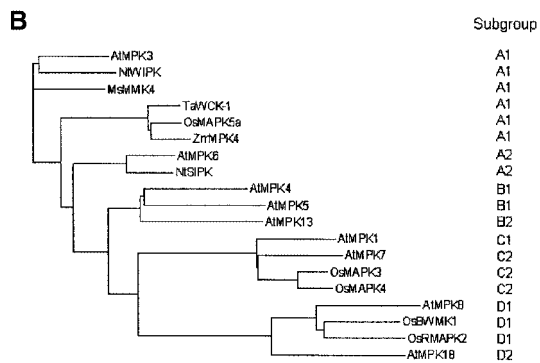 B
Subgroup
AtMPK3 A1
NtWIPK A1
MsMMK4 A1
TaWCK-1 A1
OsMAPK5a A1
ZmMPK4 A1
AtMPK6 A2
NtSIPK A2
AtMPK4 B1
AtMPK5 B1
AtMPK13 B2
AtMPK1 C1
AtMPK7 C2
OsMAPK3 C2
OsMAPK4 C2
AtMPK8 D1
OsBWMK1 D1
OsRMAPK2 D1
AtMPK18 D2